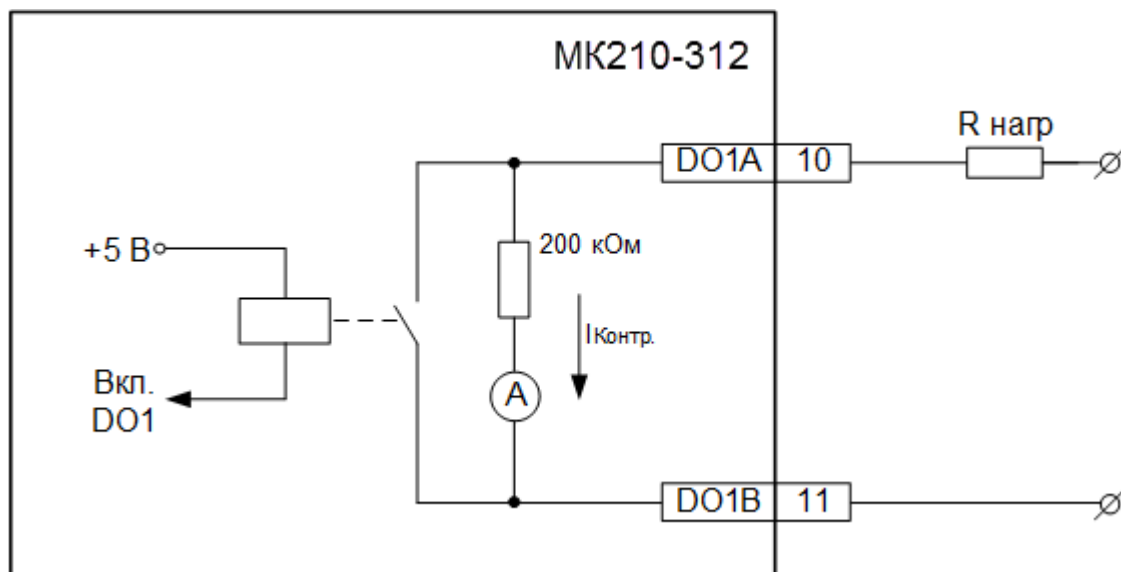 МК210-312
R нагр
DO1A 10
200 кОм
+5 В
IКонтр.
Вкл.
DO1
A
DO1B 11